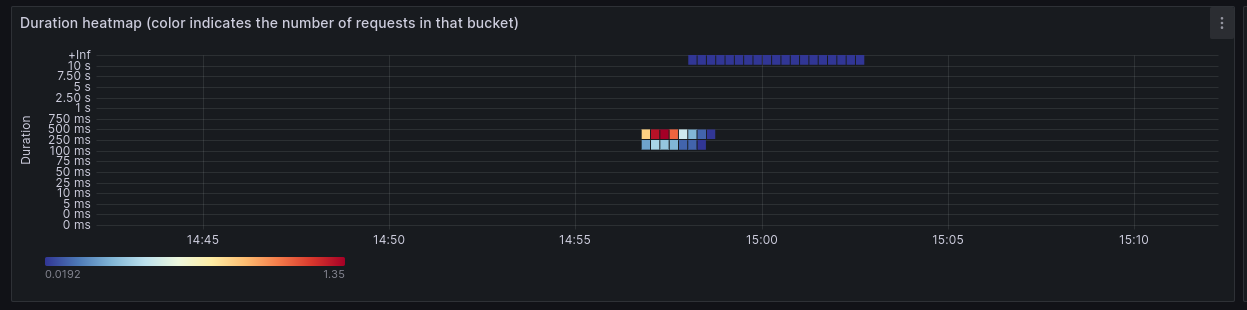 Duration heatmap (color indicates the number of requests in that bucket)
+Inf
10 s
7.50 s
5 s
2.50 s
1 s
750 ms
500 ms
250 ms
100 ms
75 ms
50 ms
25 ms
10 ms
5 ms
0 ms
0 ms
Duration
14:45 14:50 14:55 15:00 15:05 15:10
0.0192 1.35